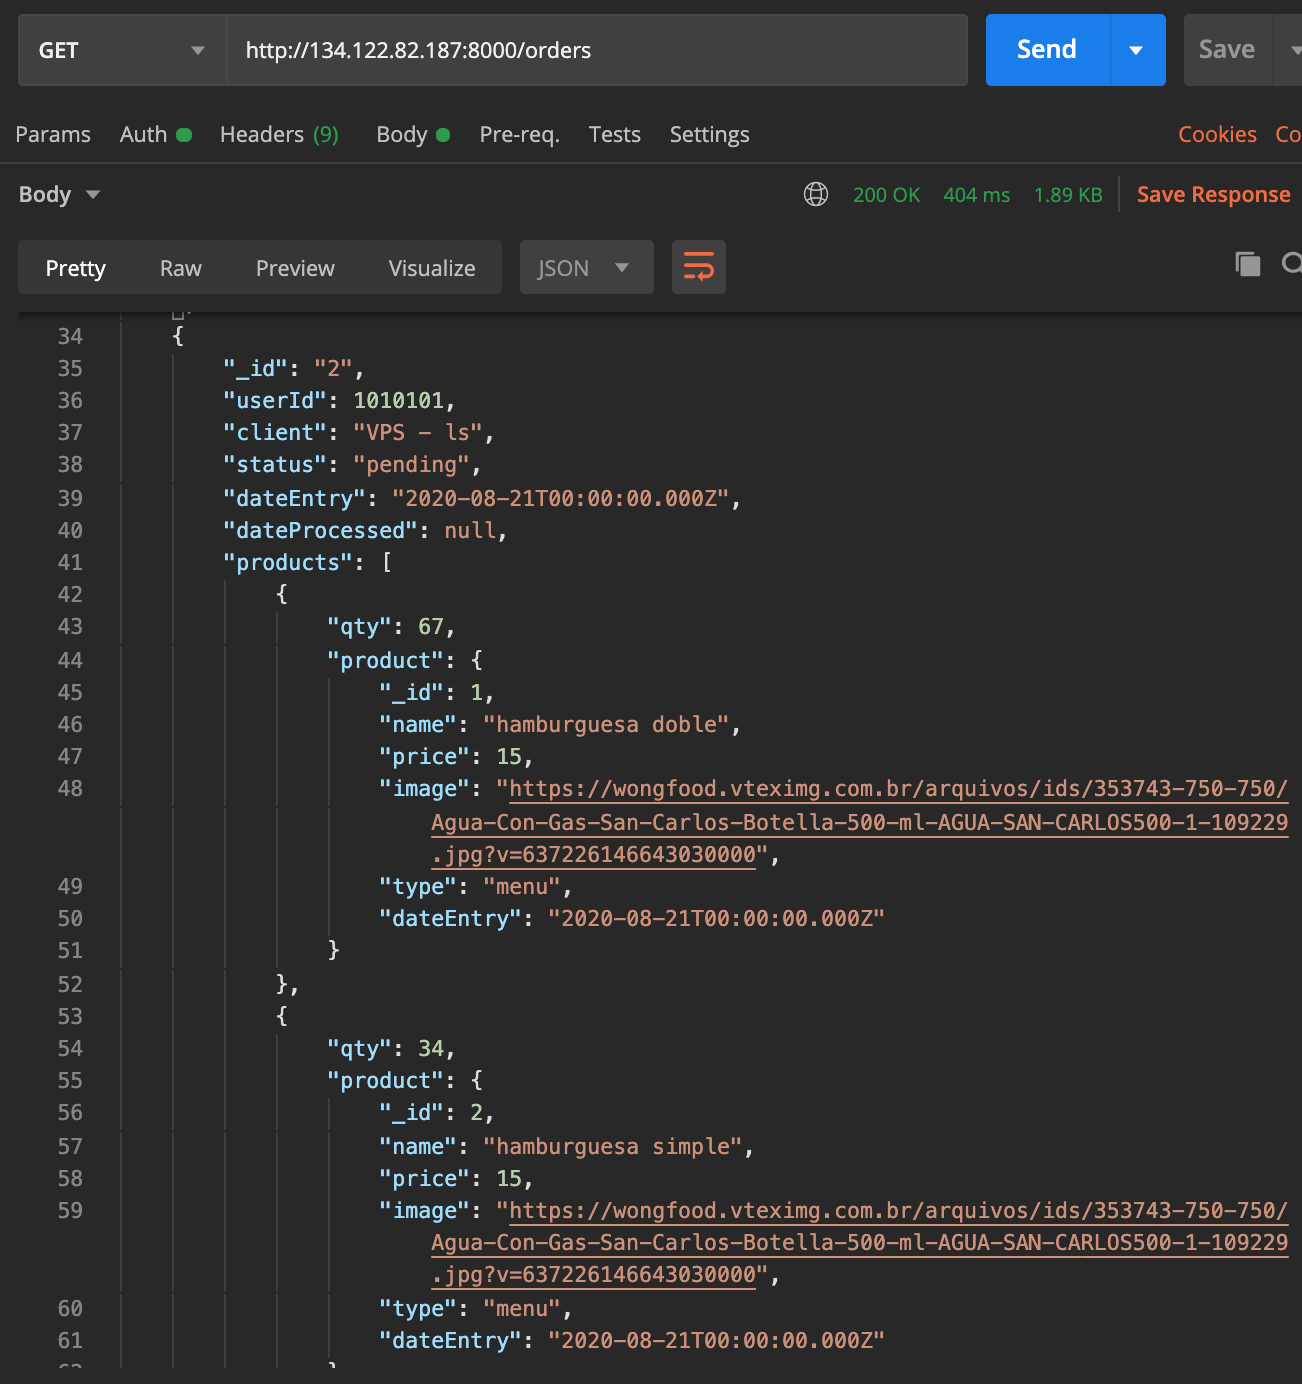 GET http://134.122.82.187:8000/orders Send Save
Params Auth Headers (9) Body Pre-req. Tests Settings Cookies Co
Body 200 OK 404 ms 1.89 KB Save Response
Pretty Raw Preview Visualize JSON
34 {
35 "_id": "2",
36 "userId": 1010101,
37 "client": "VPS - ls",
38 "status": "pending",
39 "dateEntry": "2020-08-21T00:00:00.000Z",
40 "dateProcessed": null,
41 "products": [
42 {
43 "qty": 67,
44 "product": {
45 "_id": 1,
46 "name": "hamburguesa doble",
47 "price": 15,
48 "image": "https://wongfood.vteximg.com.br/arquivos/ids/353743-750-750/
Agua-Con-Gas-San-Carlos-Botella-500-ml-AGUA-SAN-CARLOS500-1-109229
.jpg?v=637226146643030000",
49 "type": "menu",
50 "dateEntry": "2020-08-21T00:00:00.000Z"
51 }
52 },
53 {
54 "qty": 34,
55 "product": {
56 "_id": 2,
57 "name": "hamburguesa simple",
58 "price": 15,
59 "image": "https://wongfood.vteximg.com.br/arquivos/ids/353743-750-750/
Agua-Con-Gas-San-Carlos-Botella-500-ml-AGUA-SAN-CARLOS500-1-109229
.jpg?v=637226146643030000",
60 "type": "menu",
61 "dateEntry": "2020-08-21T00:00:00.000Z"